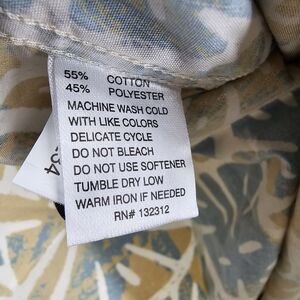 55% COTTON
45% POLYESTER
MACHINE WASH COLD
WITH LIKE COLORS
DELICATE CYCLE
DO NOT BLEACH
DO NOT USE SOFTENER
TUMBLE DRY LOW
WARM IRON IF NEEDED
RN# 132312